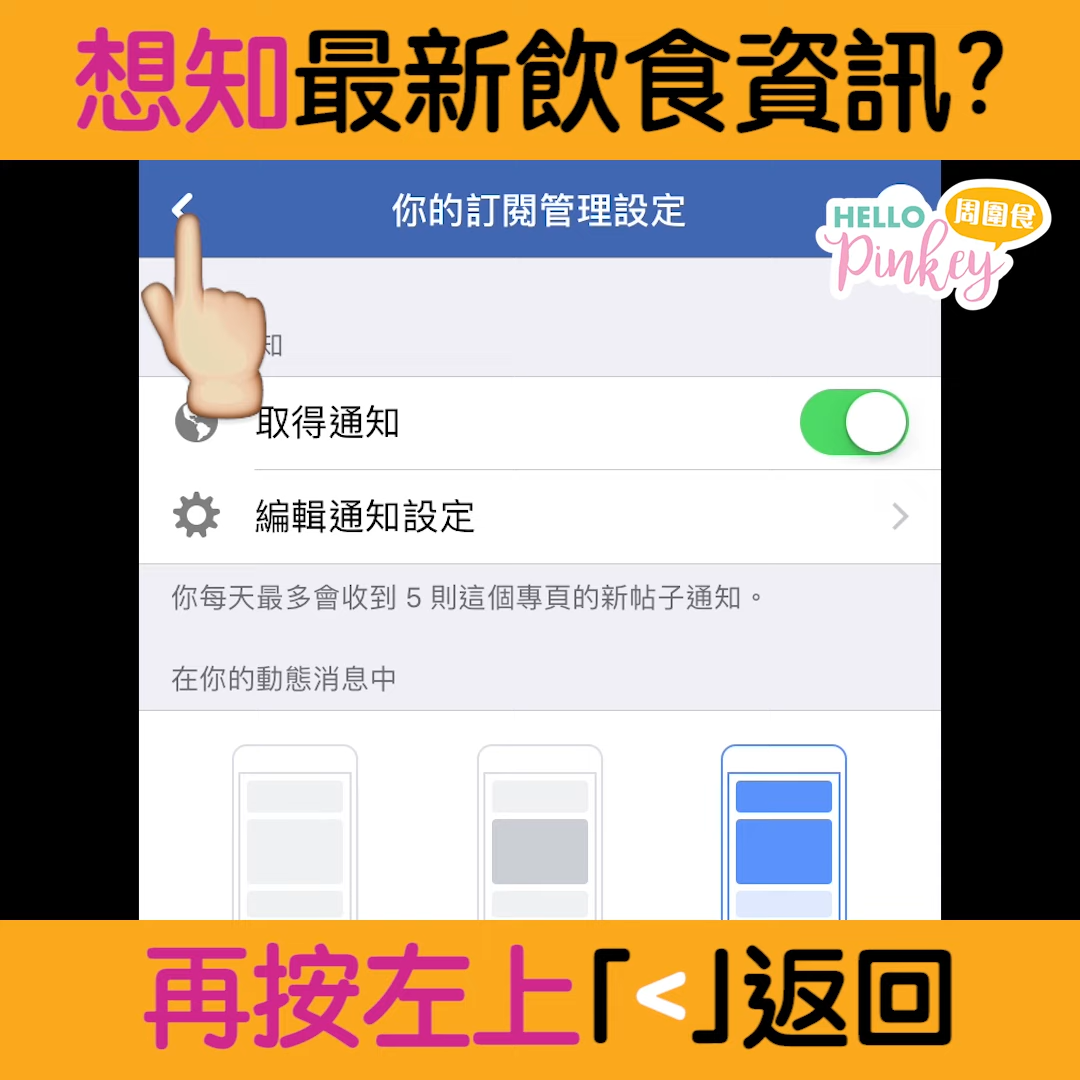 想知最新飲食資訊？
你的訂閱管理設定
HELLO
Pinkey
周圍食
知
取得通知
編輯通知設定
你每天最多會收到 5 則這個專頁的新帖子通知。
在你的動態消息中
再按左上「<」返回